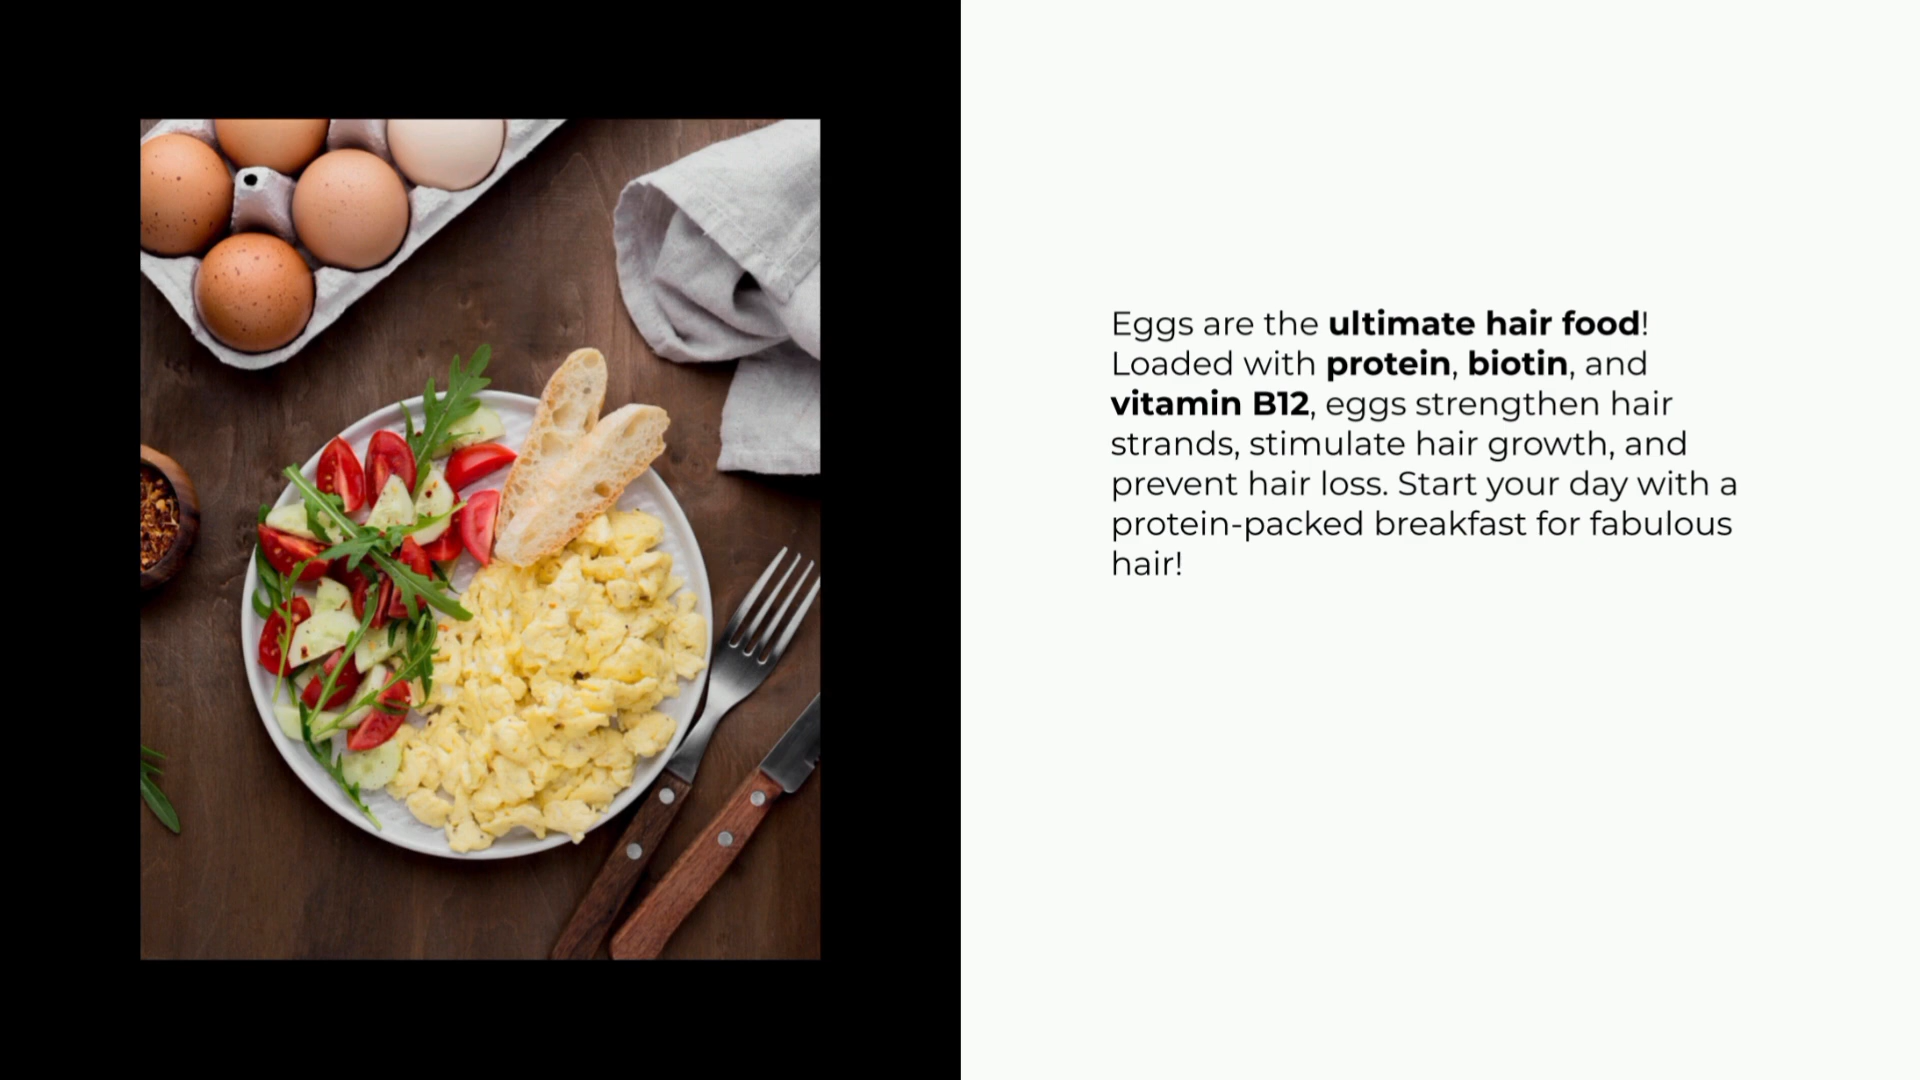 Eggs are the ultimate hair food!
Loaded with protein, biotin, and
vitamin B12, eggs strengthen hair
strands, stimulate hair growth, and
prevent hair loss. Start your day with a
protein-packed breakfast for fabulous
hair!